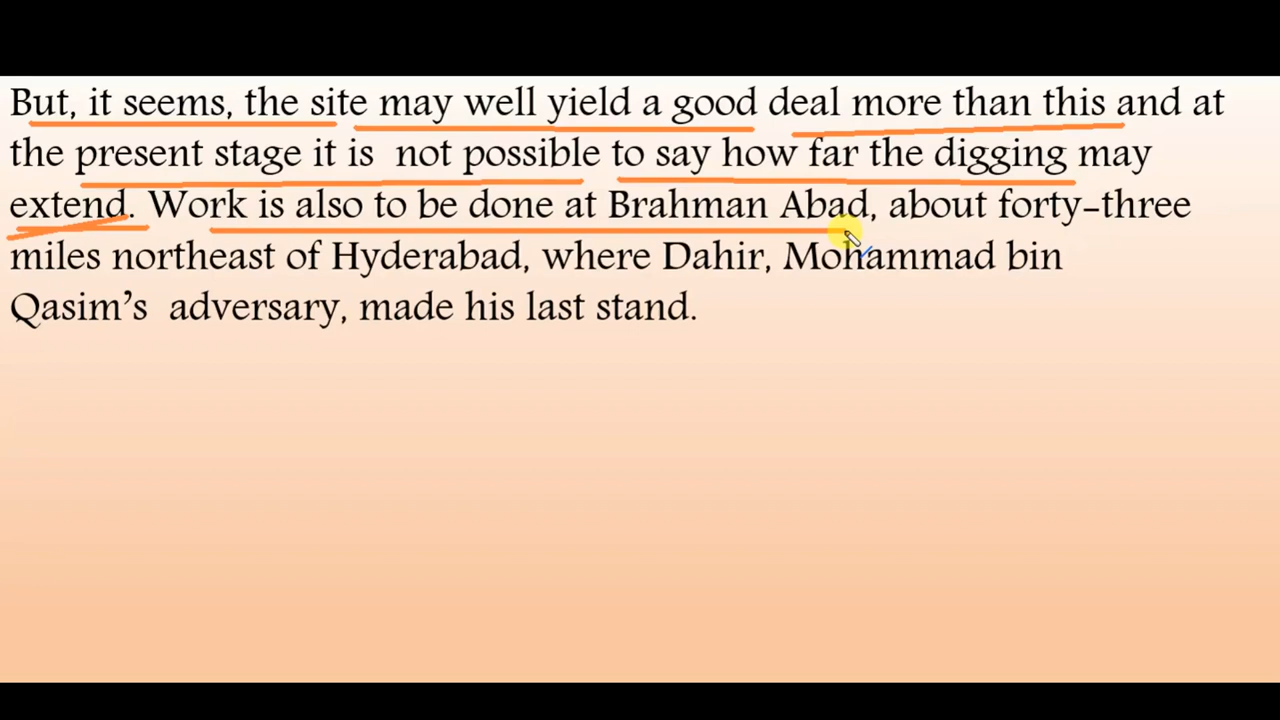 But, it seems, the site may well yield a good deal more than this and at
the present stage it is not possible to say how far the digging may
extend. Work is also to be done at Brahman Abad, about forty-three
miles northeast of Hyderabad, where Dahir, Mohammad bin
Qasim's adversary, made his last stand.